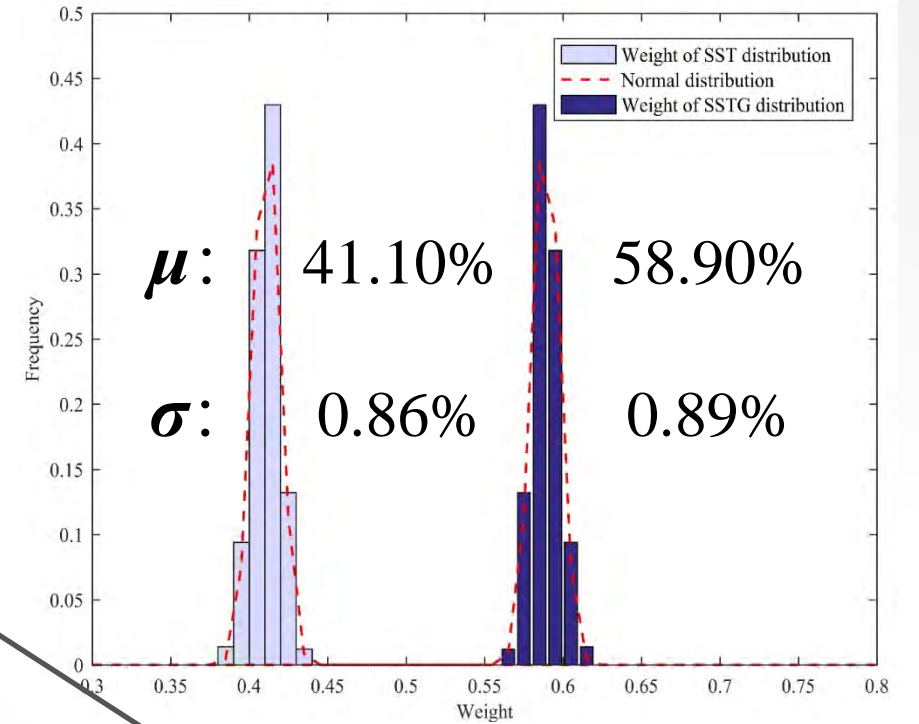 0.5
0.45
0.4
0.35
0.3
0.25
0.2
0.15
0.1
0.05
0
Frequency
Weight of SST distribution
Normal distribution
Weight of SSTG distribution
μ: 41.10% 58.90%
σ: 0.86% 0.89%
0.3 0.35 0.4 0.45 0.5 0.55 0.6 0.65 0.7 0.75 0.8
Weight